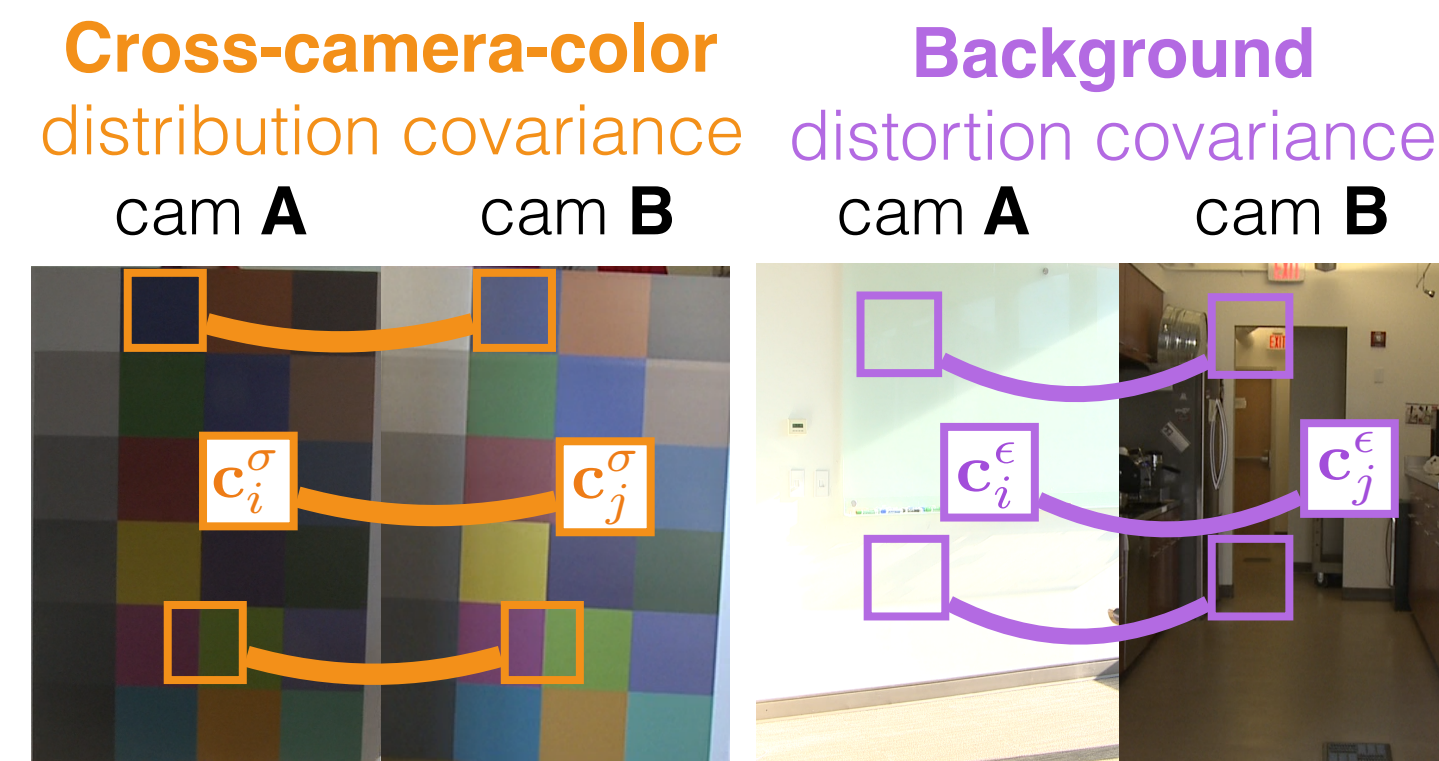 Cross-camera-color
distribution covariance
cam A
cam B
c_i^σ
c_j^σ
Background
distortion covariance
cam A
cam B
EXIT
c_i^ϵ
c_j^ϵ